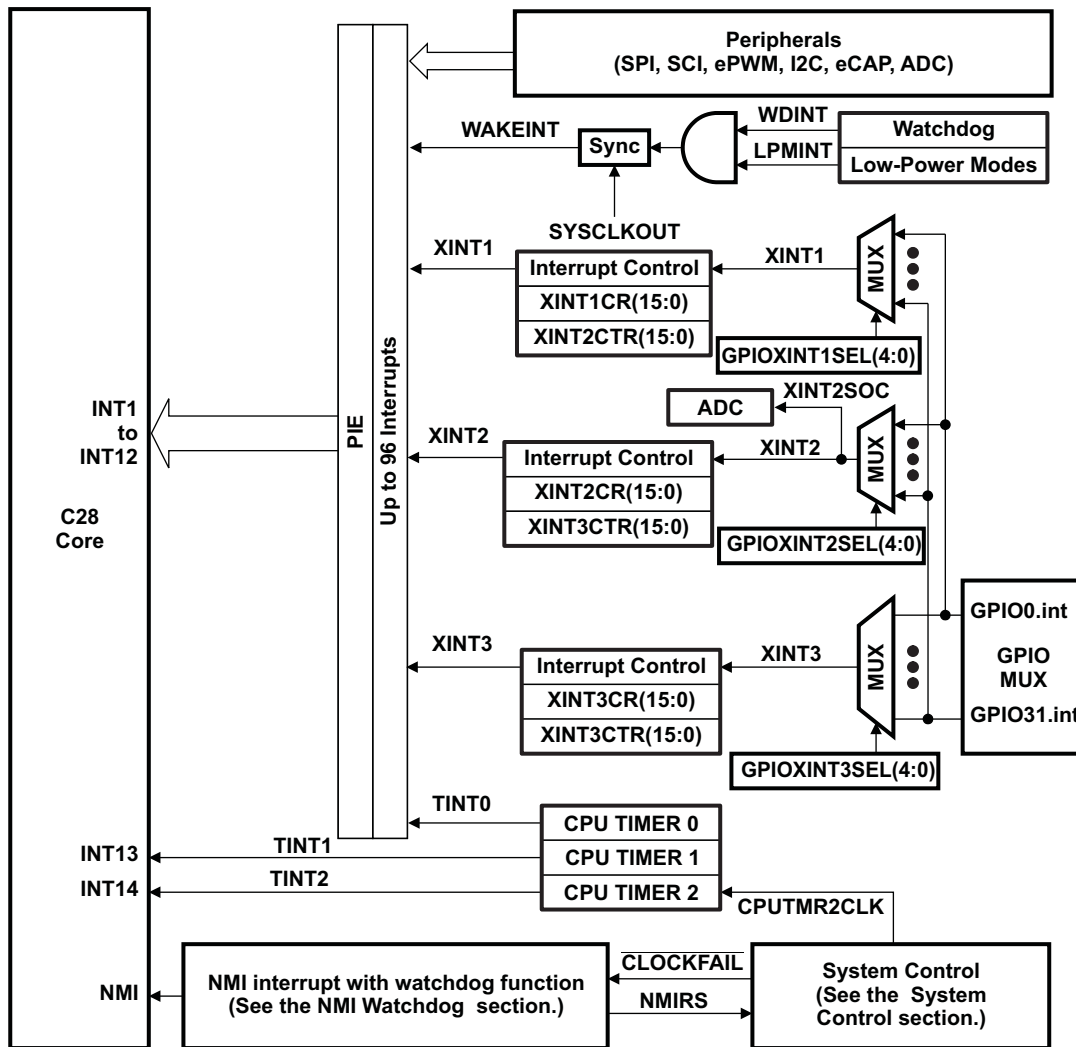 Peripherals
(SPI, SCI, ePWM, I2C, eCAP, ADC)
WDINT
Watchdog
WAKEINT
Sync
LPMINT
Low-Power Modes
SYSCLKOUT
XINT1
Interrupt Control
XINT1
MUX
XINT1CR(15:0)
XINT2CTR(15:0)
GPIOXINT1SEL(4:0)
PIE
Up to 96 Interrupts
INT1
to
INT12
C28
Core
ADC
XINT2SOC
XINT2
Interrupt Control
XINT2
MUX
XINT2CR(15:0)
XINT3CTR(15:0)
GPIOXINT2SEL(4:0)
GPIO0.int
XINT3
Interrupt Control
XINT3
MUX
GPIO
MUX
XINT3CR(15:0)
GPIO31.int
XINT3CTR(15:0)
GPIOXINT3SEL(4:0)
TINT0
CPU TIMER 0
INT13
TINT1
CPU TIMER 1
INT14
TINT2
CPU TIMER 2
CPUTMR2CLK
NMI
NMI interrupt with watchdog function
(See the NMI Watchdog section.)
CLOCKFAIL
NMIRS
System Control
(See the System
Control section.)